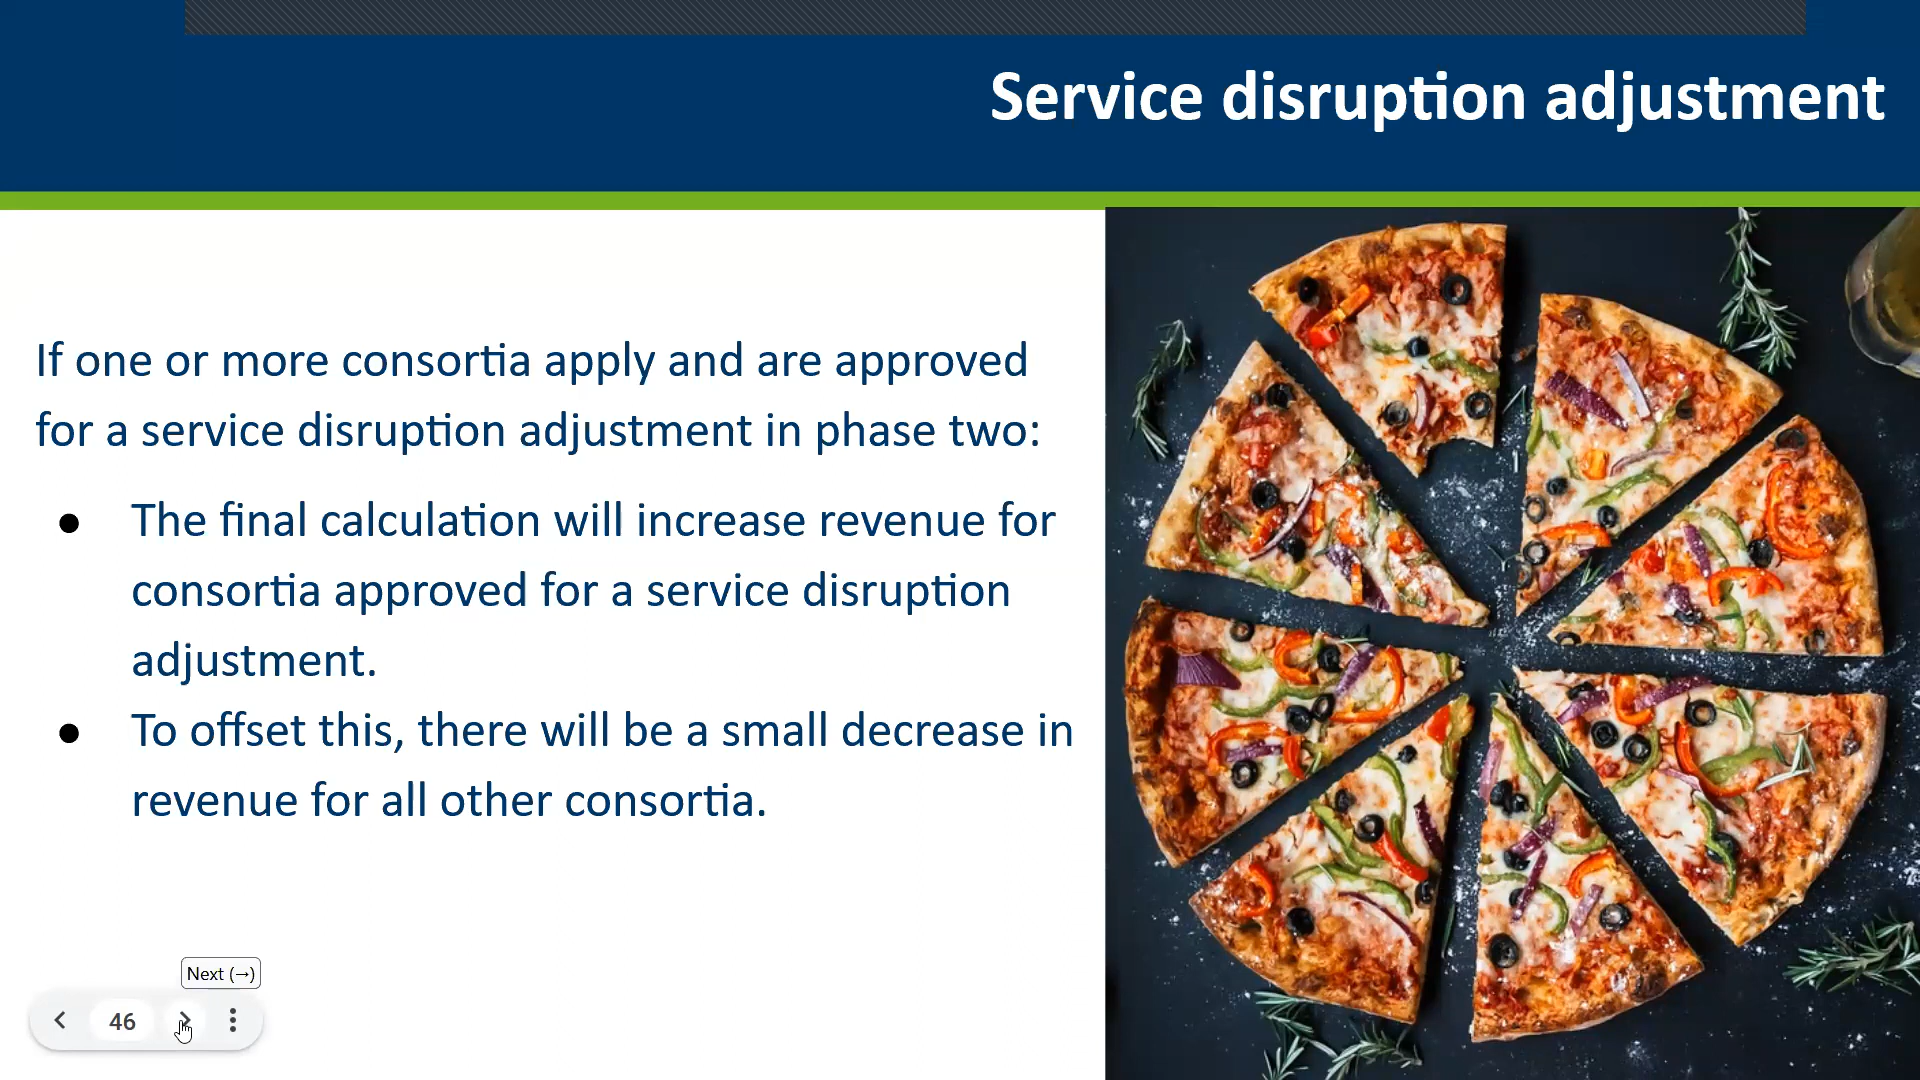 Service disruption adjustment
If one or more consortia apply and are approved
for a service disruption adjustment in phase two:
● The final calculation will increase revenue for
consortia approved for a service disruption
adjustment.
● To offset this, there will be a small decrease in
revenue for all other consortia.
Next (→)
46